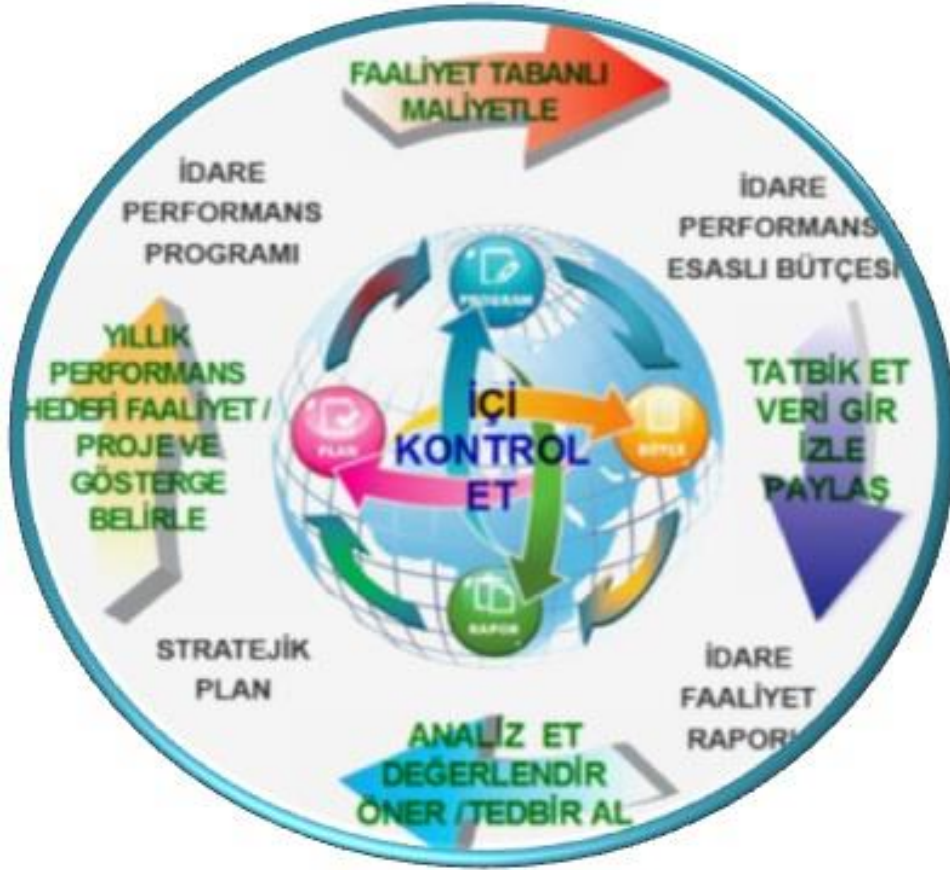 FAALİYET TABANLI
MALİYETLE
İDARE
PERFORMANS
PROGRAMI
İDARE
PERFORMANS
ESASLI BÜTÇESİ
PROGRAM
YILLIK
PERFORMANS
HEDEFİ FAALİYET /
PROJE VE
GÖSTERGE
BELİRLE
PLAN
İÇİ
KONTROL
ET
BÜTÇE
TATBİK ET
VERİ GİR
İZLE
PAYLAŞ
RAPOR
STRATEJİK
PLAN
İDARE
FAALİYET
RAPORU
ANALİZ ET
DEĞERLENDİR
ÖNER / TEDBİR AL